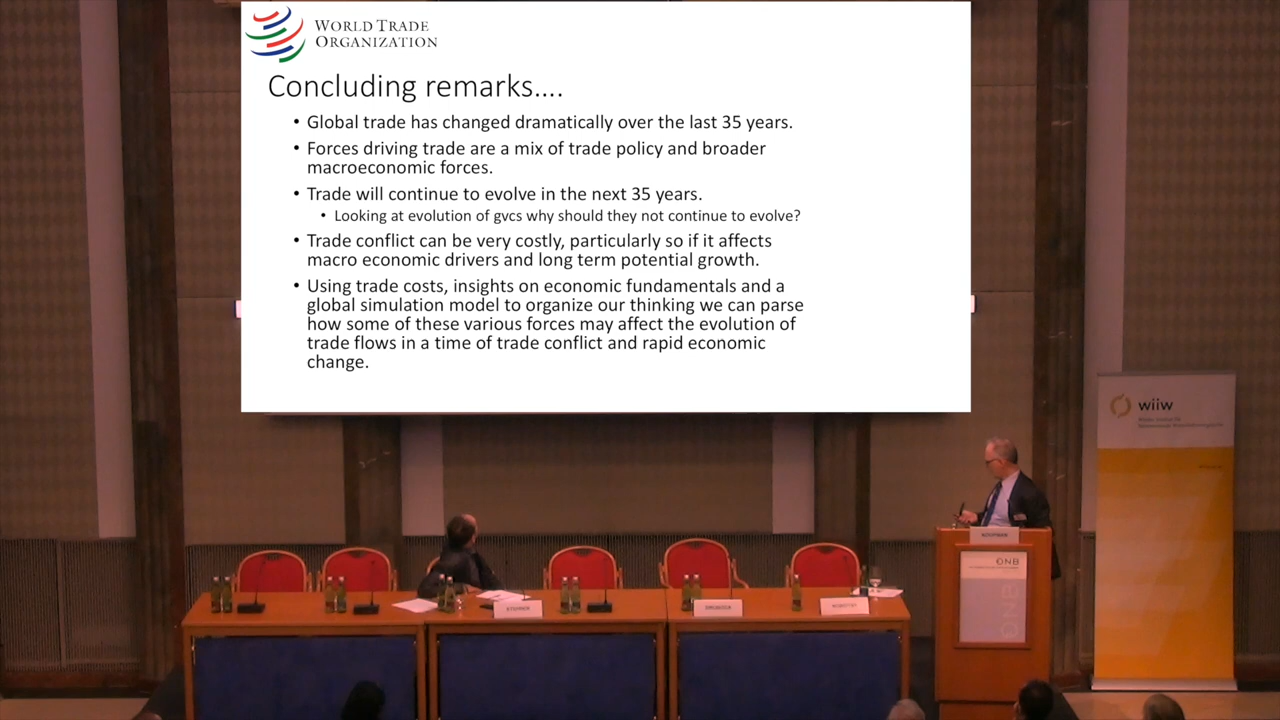 WORLD TRADE
ORGANIZATION
Concluding remarks....
• Global trade has changed dramatically over the last 35 years.
• Forces driving trade are a mix of trade policy and broader
macroeconomic forces.
• Trade will continue to evolve in the next 35 years.
• Looking at evolution of gvcs why should they not continue to evolve?
• Trade conflict can be very costly, particularly so if it affects
macro economic drivers and long term potential growth.
• Using trade costs, insights on economic fundamentals and a
global simulation model to organize our thinking we can parse
how some of these various forces may affect the evolution of
trade flows in a time of trade conflict and rapid economic
change.
wiiw
KOOPMAN
ÖNB
ÖNB